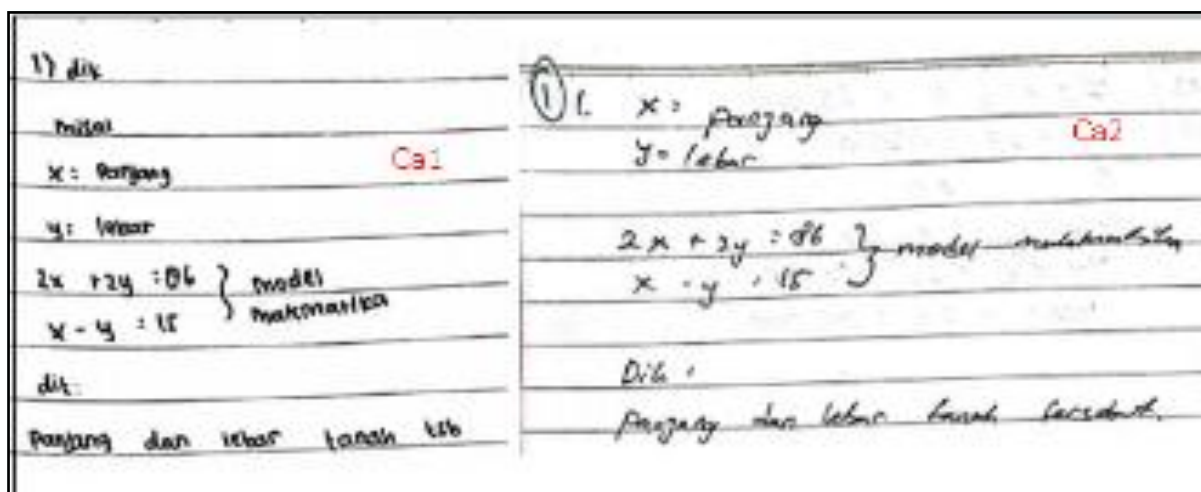 1) dik
misal
x = panjang
Ca1
y = lebar
2x + 2y = 86 } model
x - y = 15 } matematika
dit:
panjang dan lebar tanah tsb
① 1. x = panjang
Ca2
y = lebar
2x + 2y = 86 } model matematika
x - y = 15
Dit :
panjang dan lebar tanah tersebut.